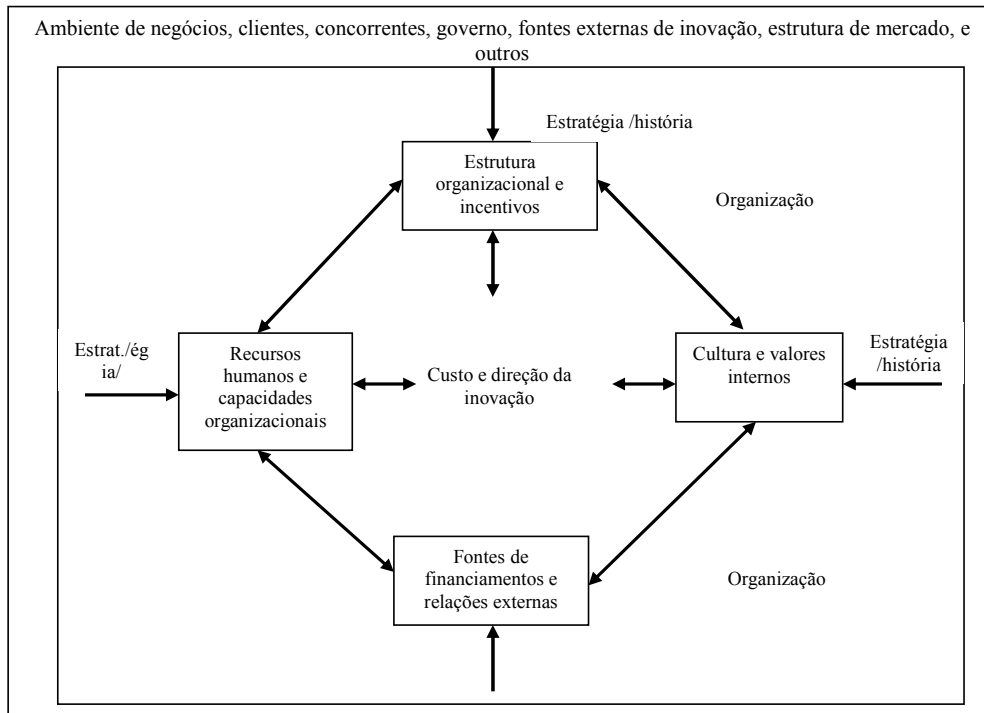 Ambiente de negócios, clientes, concorrentes, governo, fontes externas de inovação, estrutura de mercado, e
outros
Estratégia /história
Estrutura
organizacional e
incentivos
Organização
Estrat./ég
ia/
Recursos
humanos e
capacidades
organizacionais
Custo e direção da
inovação
Cultura e valores
internos
Estratégia
/história
Fontes de
financiamentos e
relações externas
Organização